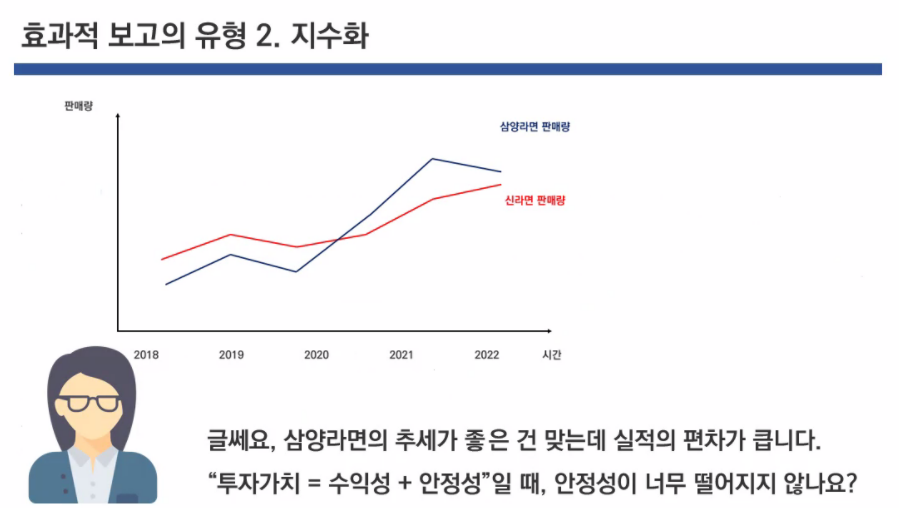 효과적 보고의 유형 2. 지수화
판매량
삼양라면 판매량
신라면 판매량
2018 2019 2020 2021 2022 시간
글쎄요, 삼양라면의 추세가 좋은 건 맞는데 실적의 편차가 큽니다.
“투자가치 = 수익성 + 안정성”일 때, 안정성이 너무 떨어지지 않나요?